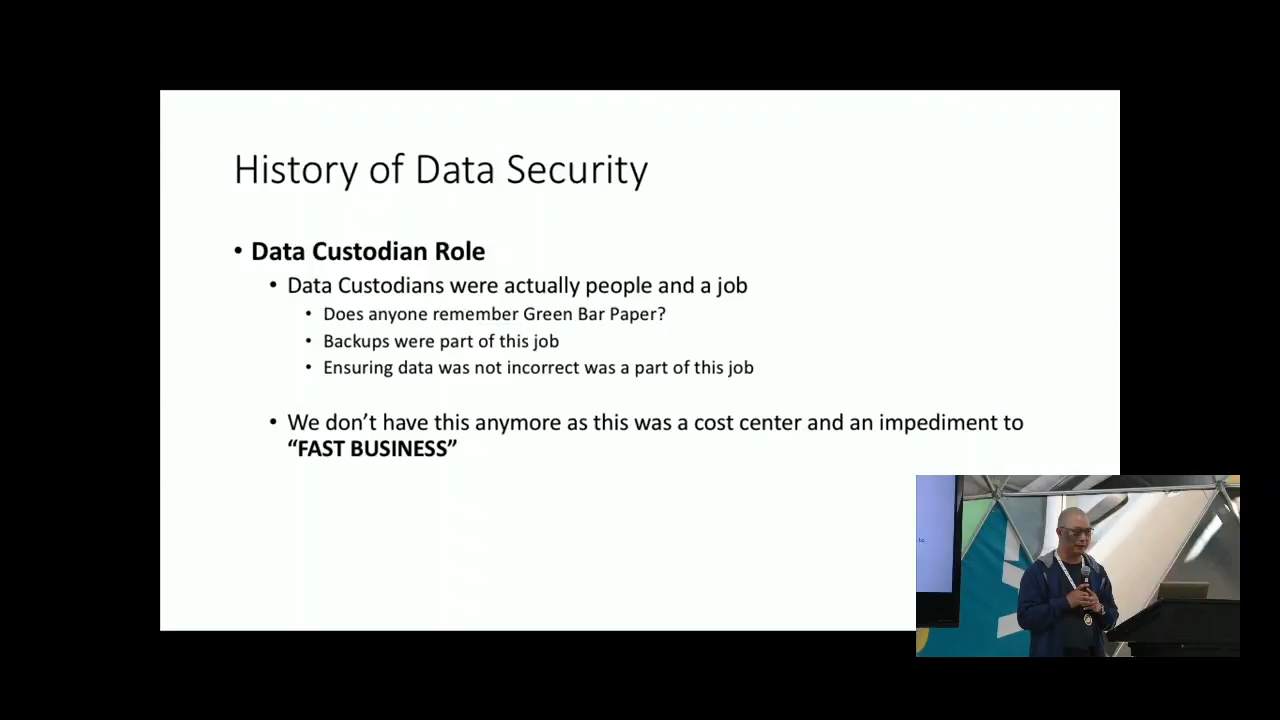 History of Data Security
• Data Custodian Role
• Data Custodians were actually people and a job
• Does anyone remember Green Bar Paper?
• Backups were part of this job
• Ensuring data was not incorrect was a part of this job
• We don’t have this anymore as this was a cost center and an impediment to
“FAST BUSINESS”